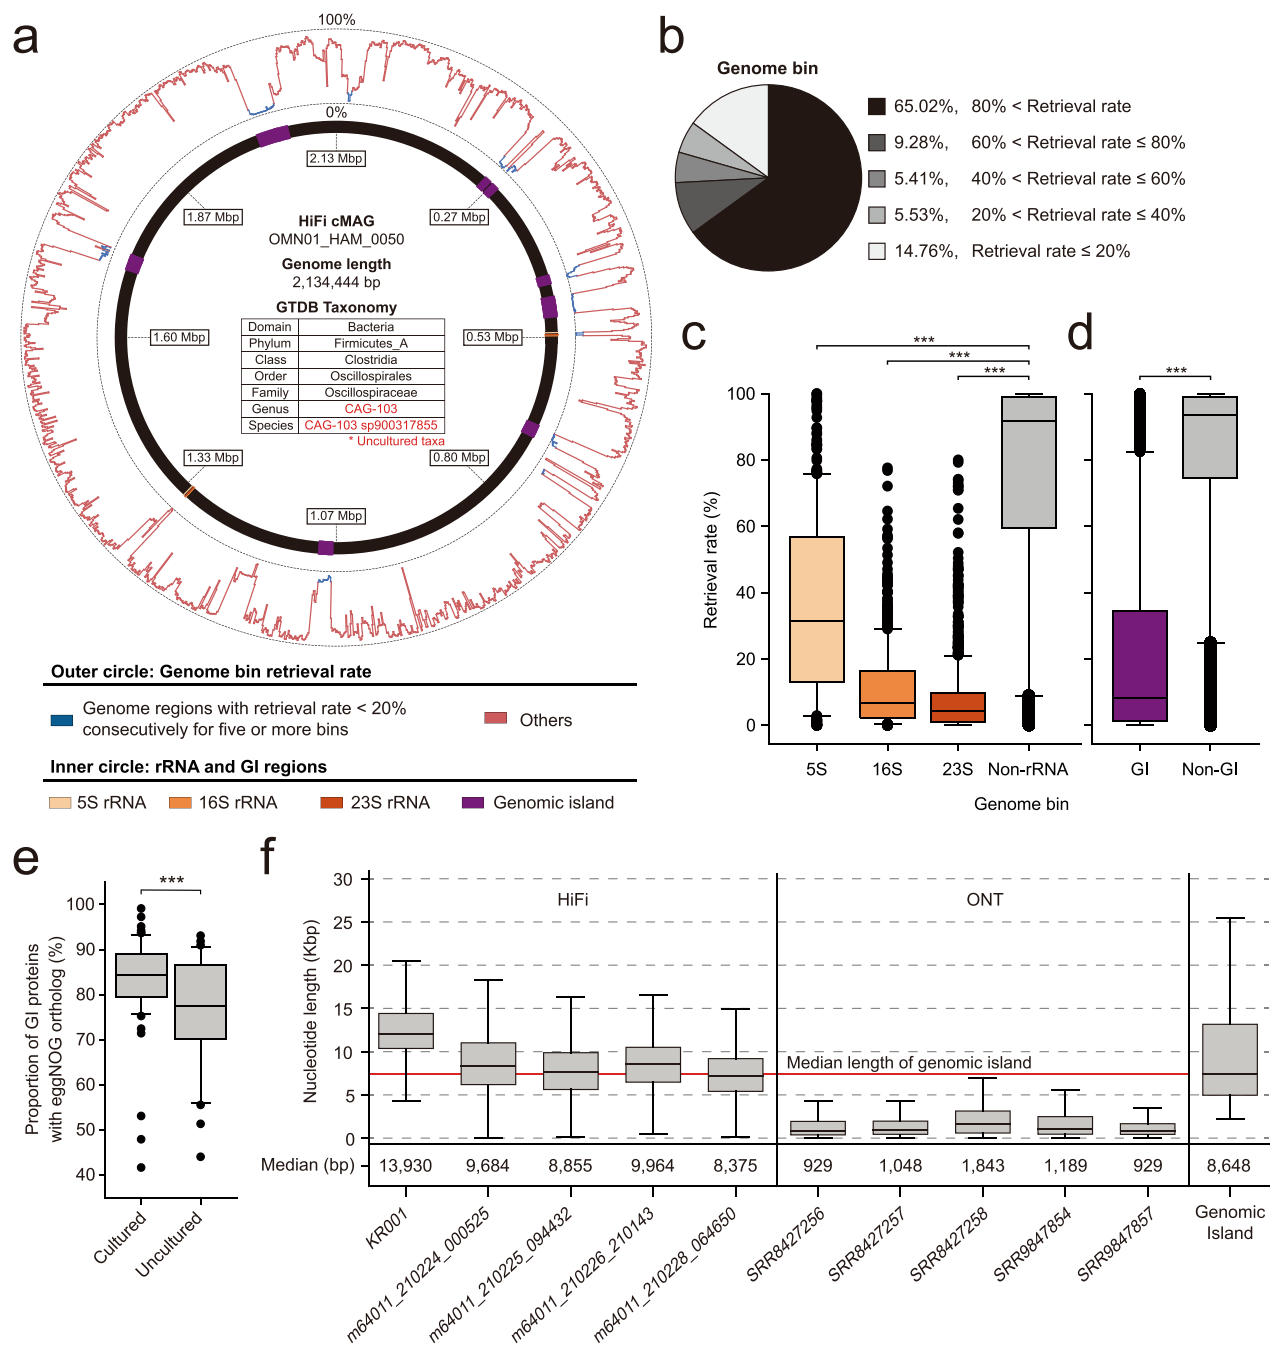 a
100%
0%
2.13 Mbp
0.27 Mbp
0.53 Mbp
0.80 Mbp
1.07 Mbp
1.33 Mbp
1.60 Mbp
1.87 Mbp
HiFi cMAG
OMN01_HAM_0050
Genome length
2,134,444 bp
GTDB Taxonomy
Domain Bacteria
Phylum Firmicutes_A
Class Clostridia
Order Oscillospirales
Family Oscillospiraceae
Genus CAG-103
Species CAG-103 sp900317855
* Uncultured taxa
Outer circle: Genome bin retrieval rate
Genome regions with retrieval rate < 20%
consecutively for five or more bins
Others
Inner circle: rRNA and GI regions
5S rRNA 16S rRNA 23S rRNA Genomic island
b
Genome bin
65.02%, 80% < Retrieval rate
9.28%, 60% < Retrieval rate ≤ 80%
5.41%, 40% < Retrieval rate ≤ 60%
5.53%, 20% < Retrieval rate ≤ 40%
14.76%, Retrieval rate ≤ 20%
c
***
***
***
Retrieval rate (%)
100
80
60
40
20
0
5S 16S 23S Non-rRNA
d
***
GI Non-GI
Genome bin
e
***
Proportion of GI proteins
with eggNOG ortholog (%)
100
90
80
70
60
50
40
Cultured
Uncultured
f
Nucleotide length (Kbp)
30
25
20
15
10
5
0
HiFi
ONT
Median length of genomic island
Median (bp) 13,930 9,684 8,855 9,964 8,375 929 1,048 1,843 1,189 929 8,648
KR001
m64011_210224_000525
m64011_210225_094432
m64011_210226_210143
m64011_210228_064650
SRR8427256
SRR8427257
SRR8427258
SRR9847854
SRR9847857
Genomic
Island